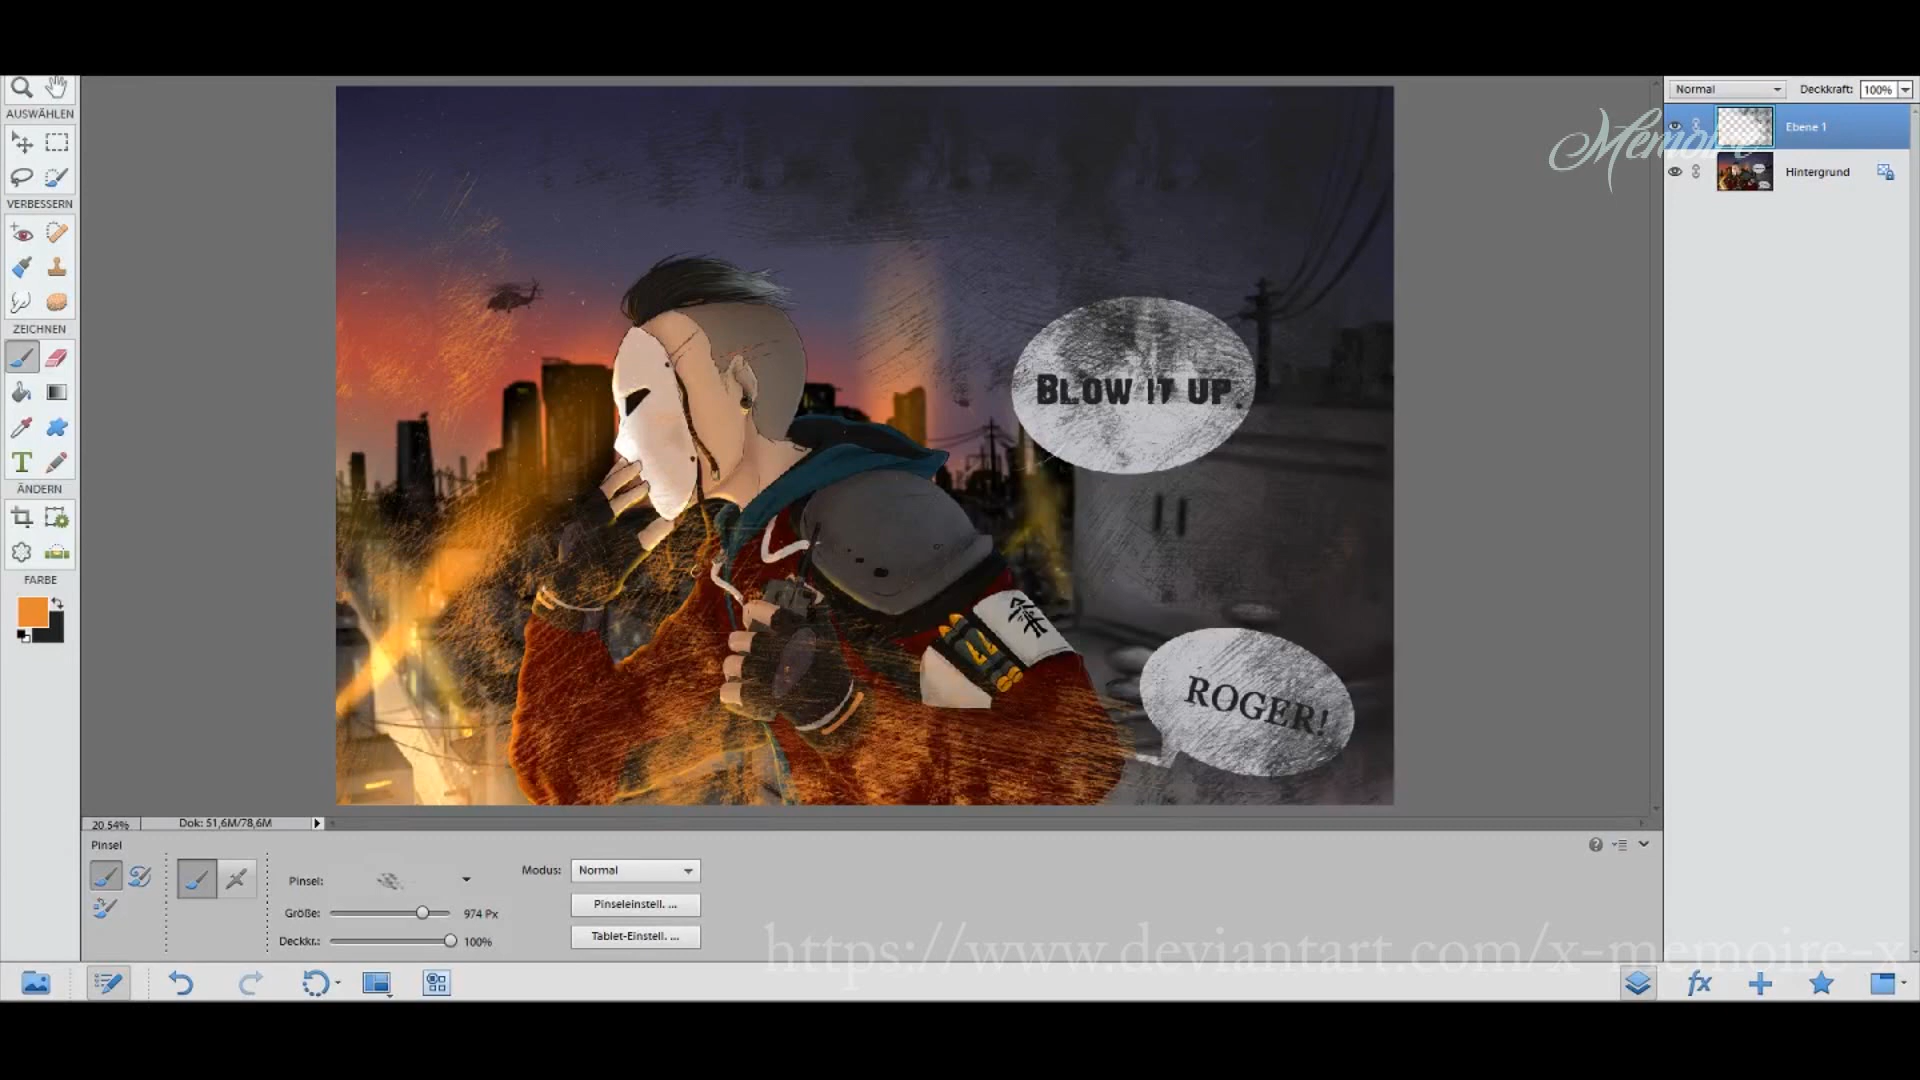 AUSWÄHLEN
VERBESSERN
ZEICHNEN
T
ÄNDERN
FARBE
Normal
Deckkraft: 100%
Memoire
Ebene 1
Hintergrund
BLOW IT UP.
ROGER!
20,54%
Dok: 51,6M/78,6M
Pinsel
Pinsel:
Größe:
974 Px
Deckkr.:
100%
Modus:
Normal
Pinseleinstell. ...
Tablet-Einstell. ...
https://www.deviantart.com/x-memoire-x
fx